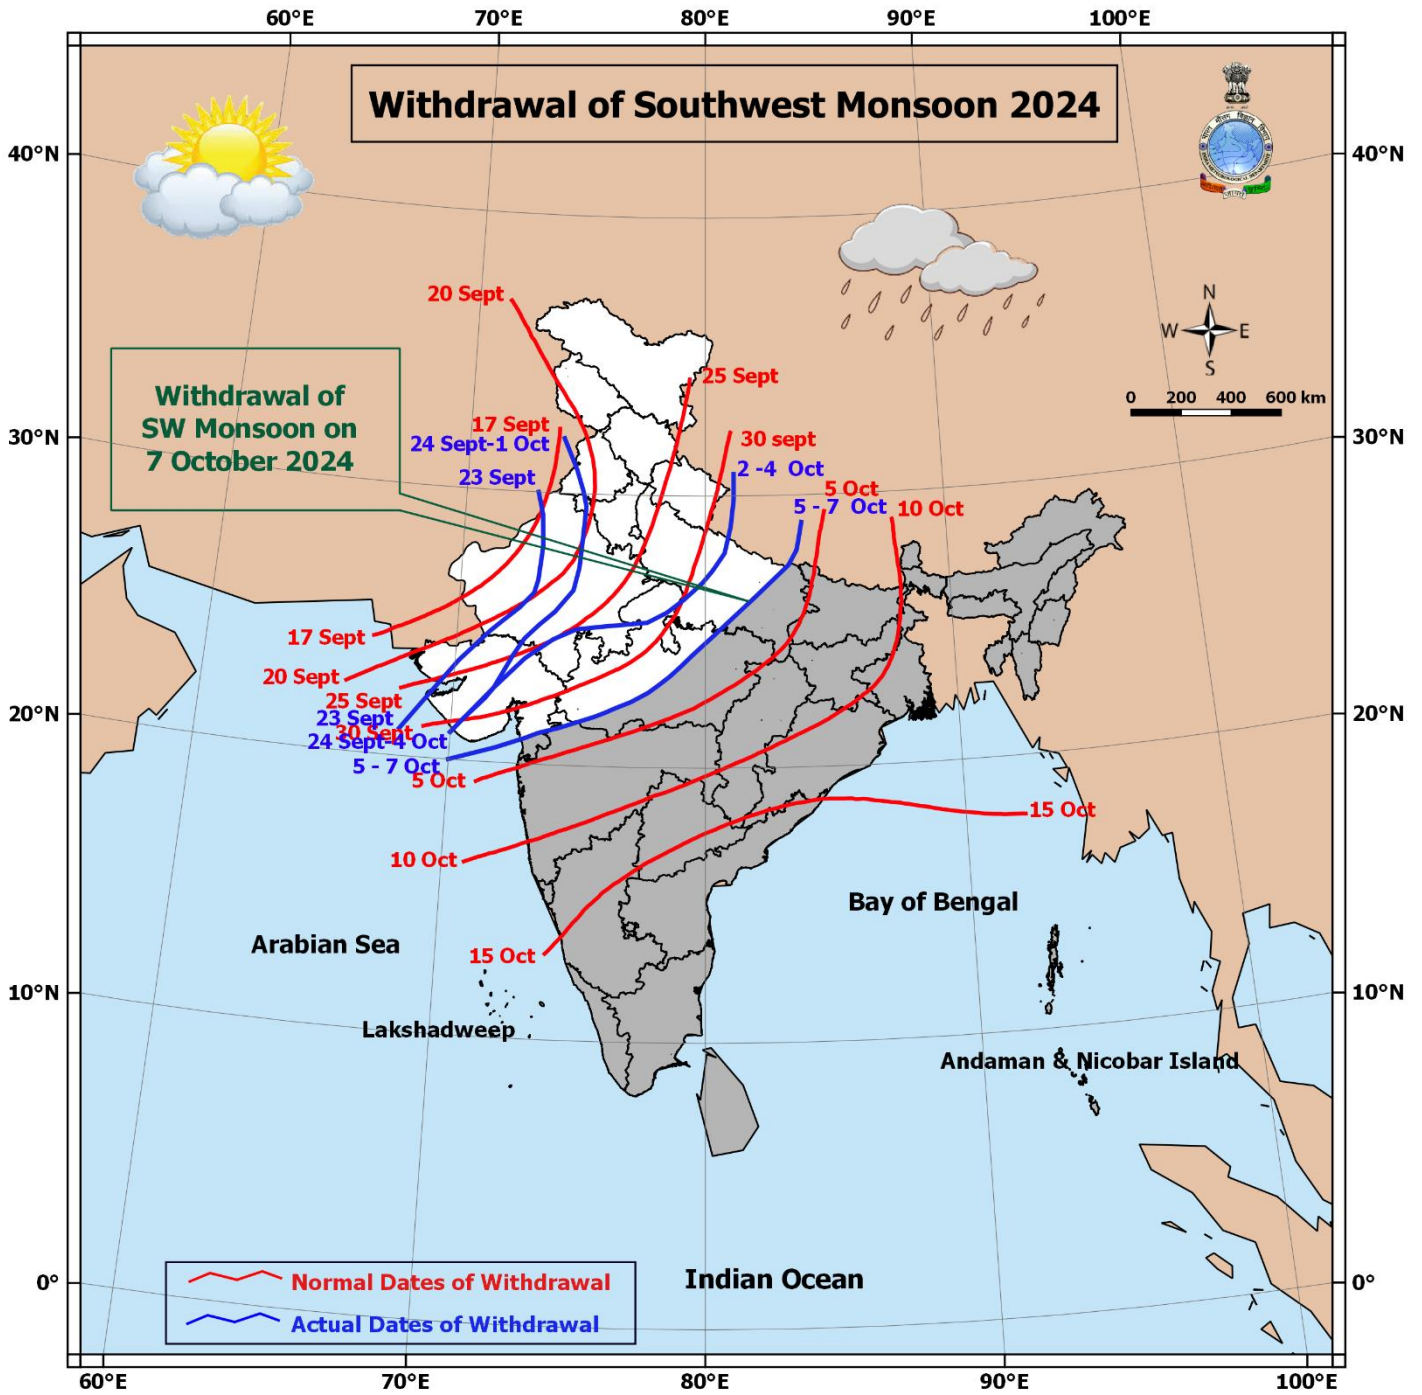 60°E 70°E 80°E 90°E 100°E
Withdrawal of Southwest Monsoon 2024
40°N 40°N
20 Sept
N
W E
S
25 Sept
0 200 400 600 km
Withdrawal of
SW Monsoon on
7 October 2024
17 Sept
30°N 30°N
24 Sept-1 Oct
30 sept
23 Sept
2 -4 Oct
5 Oct
5 - 7 Oct
10 Oct
17 Sept
20 Sept
25 Sept
20°N 20°N
23 Sept
30 Sept
24 Sept-4 Oct
5 - 7 Oct
5 Oct
15 Oct
10 Oct
Bay of Bengal
Arabian Sea
15 Oct
10°N 10°N
Lakshadweep
Andaman & Nicobar Island
Indian Ocean
0° 0°
Normal Dates of Withdrawal
Actual Dates of Withdrawal
60°E 70°E 80°E 90°E 100°E